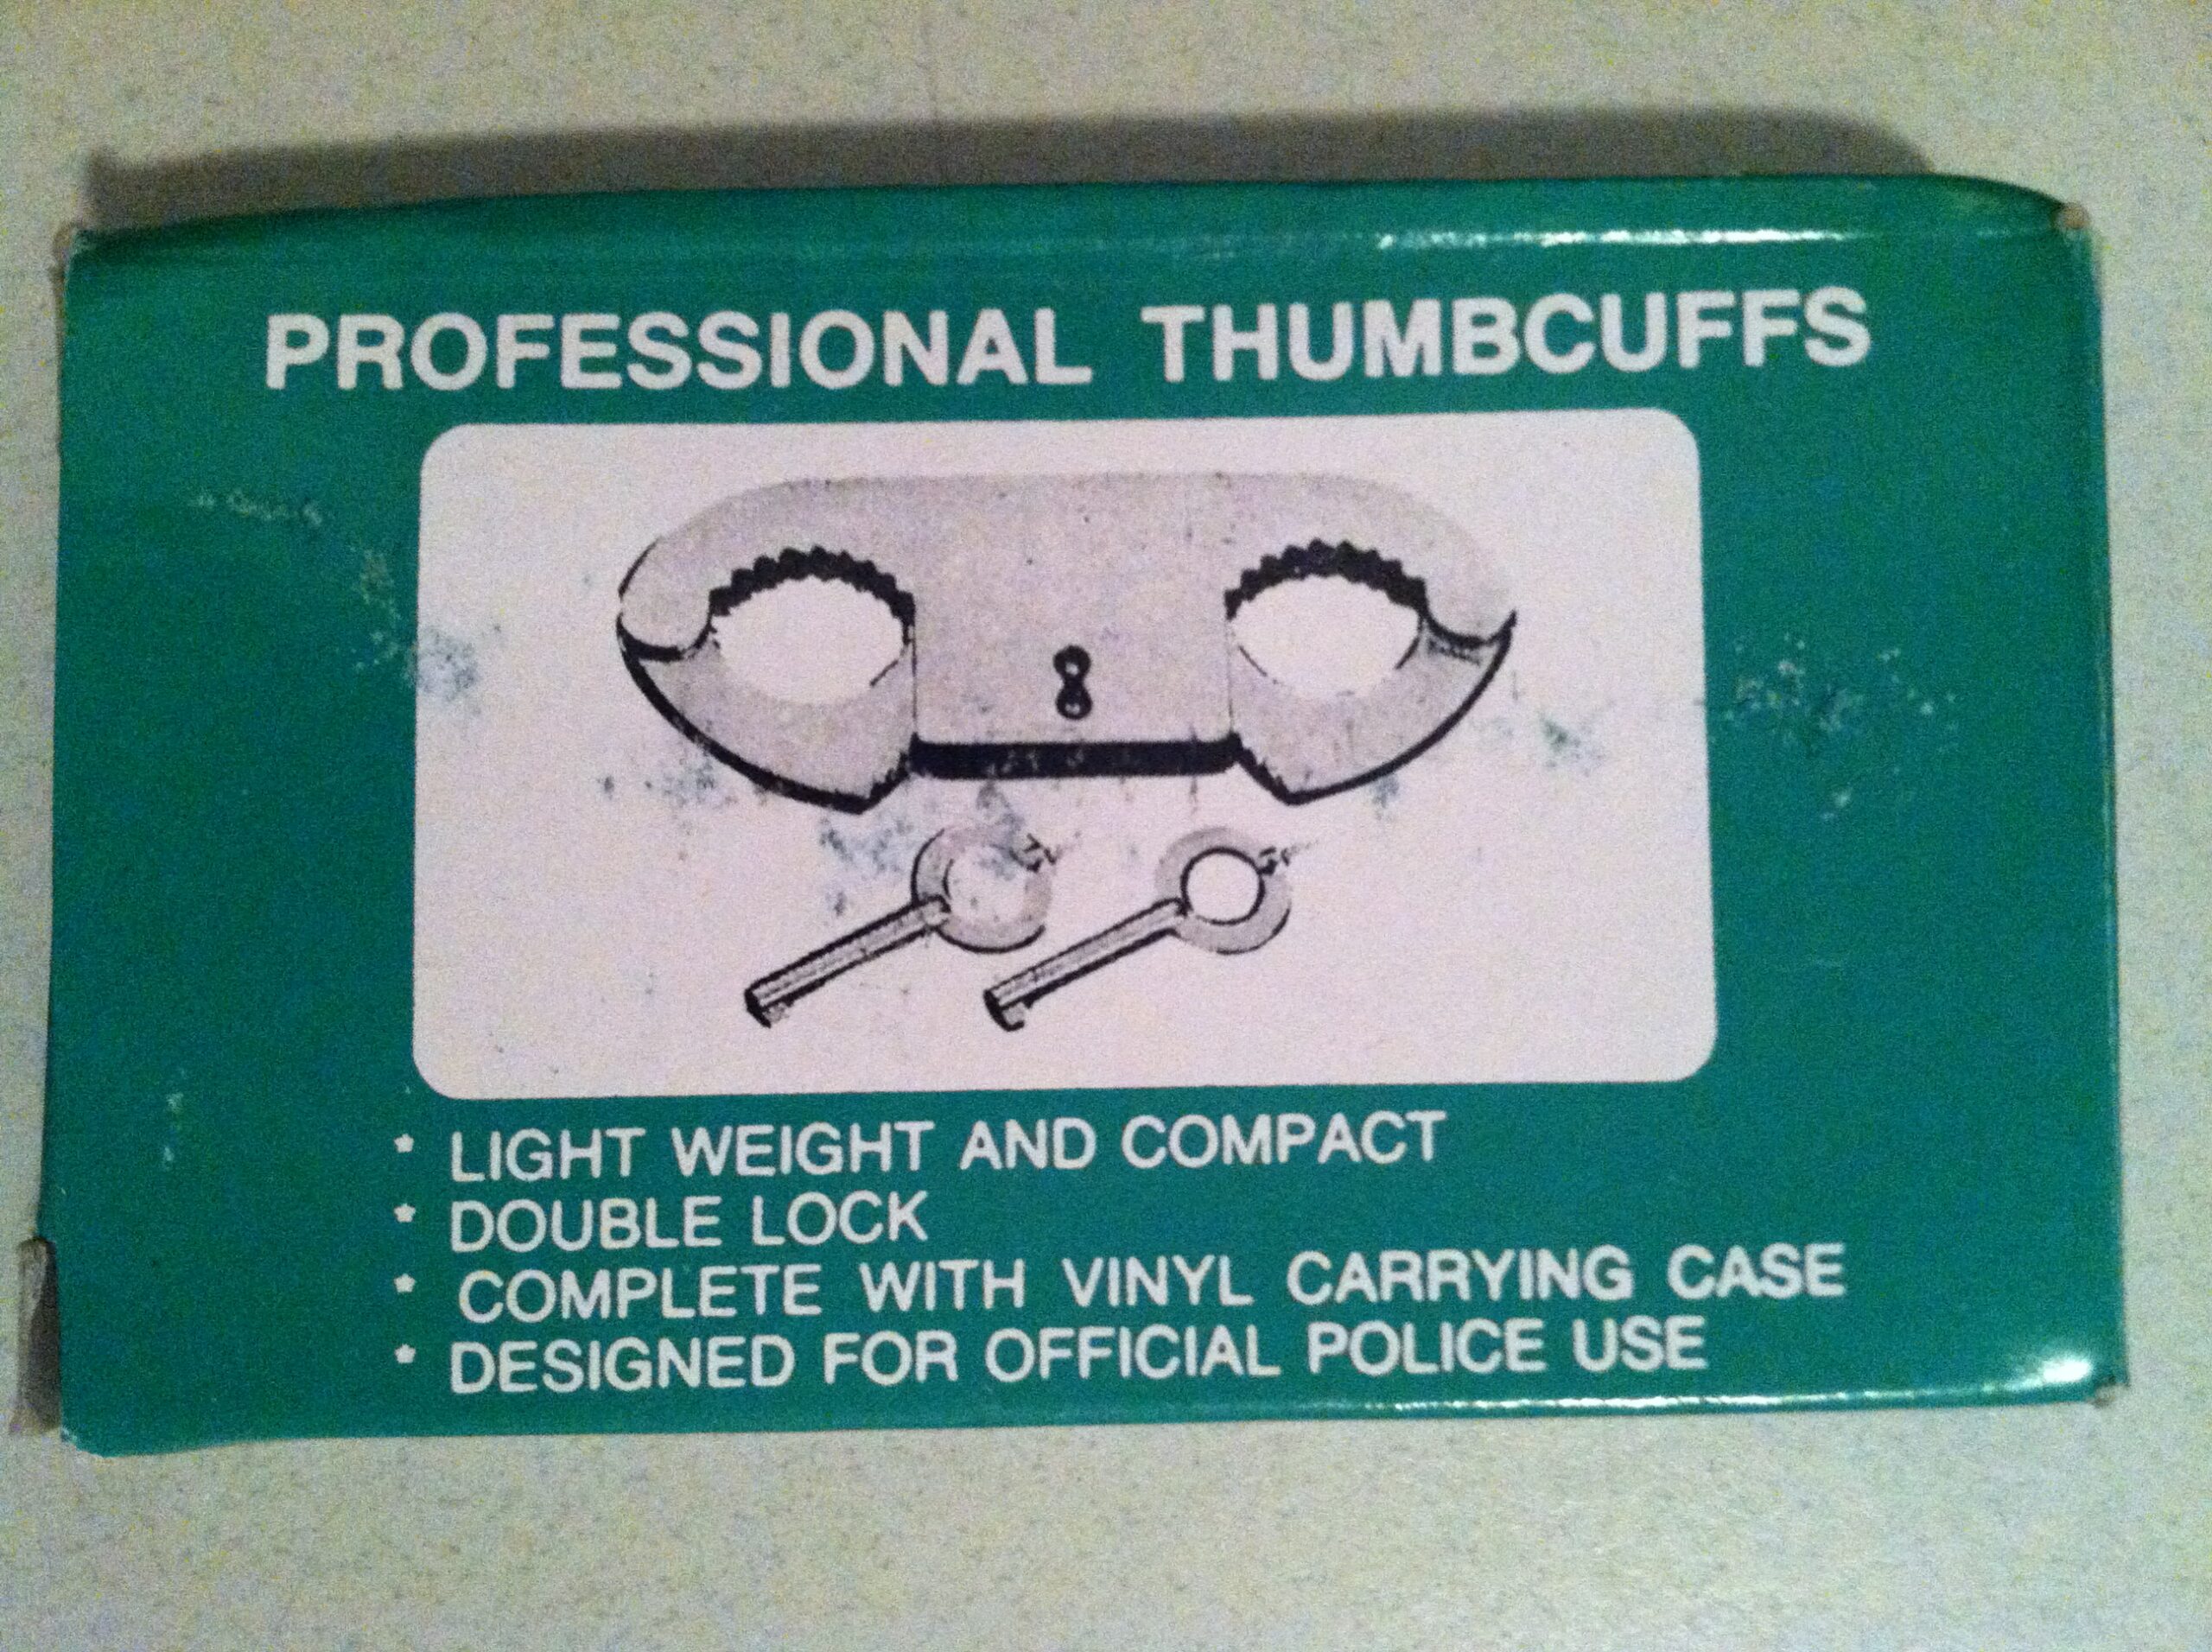 PROFESSIONAL THUMBCUFFS
* LIGHT WEIGHT AND COMPACT
* DOUBLE LOCK
* COMPLETE WITH VINYL CARRYING CASE
* DESIGNED FOR OFFICIAL POLICE USE